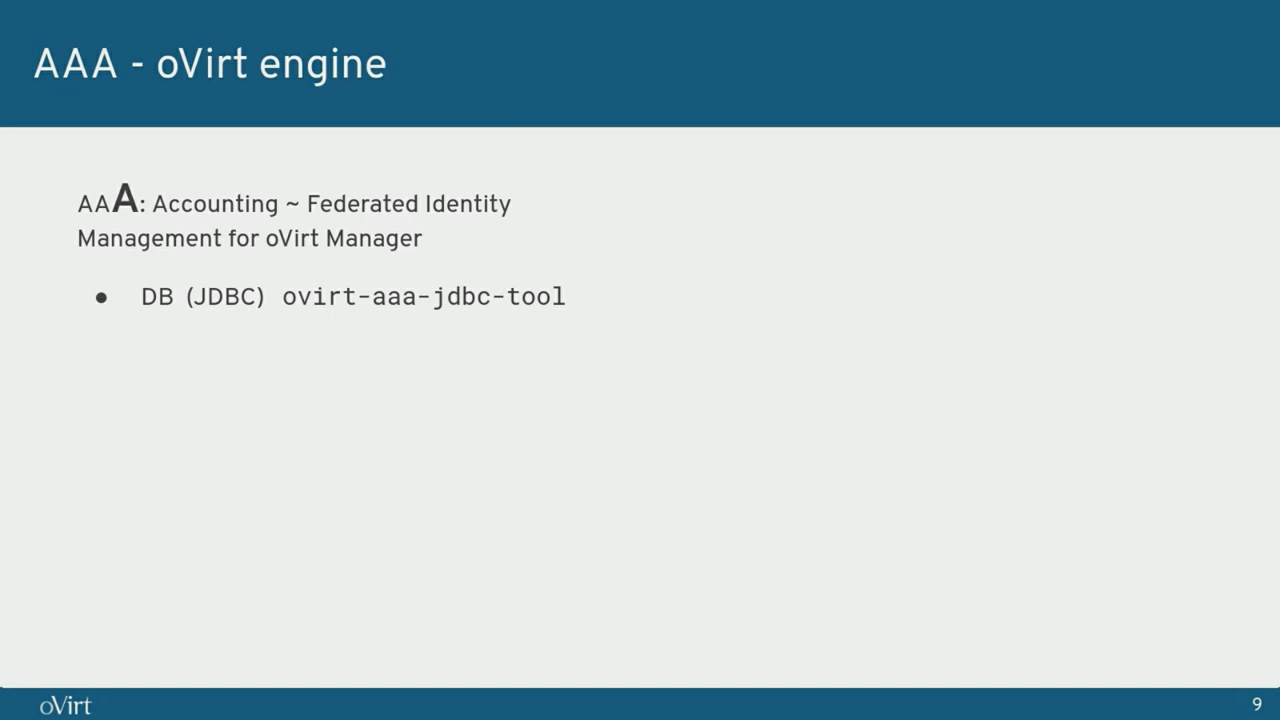 AAA - oVirt engine
AAA: Accounting ~ Federated Identity
Management for oVirt Manager
● DB (JDBC) ovirt-aaa-jdbc-tool
oVirt
9